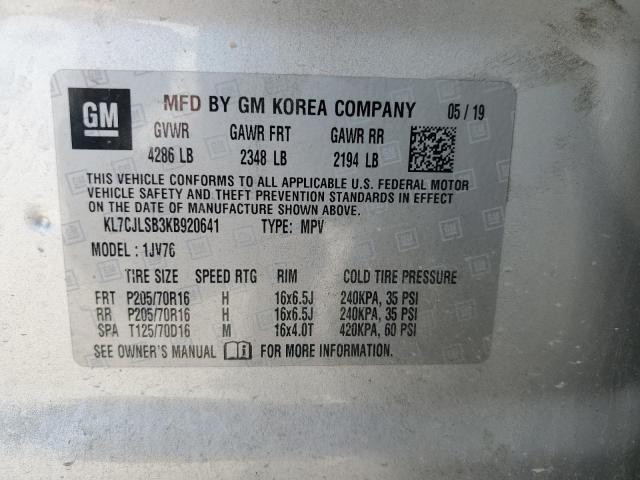 GM
MFD BY GM KOREA COMPANY 05 / 19
GVWR GAWR FRT GAWR RR
4286 LB 2348 LB 2194 LB
THIS VEHICLE CONFORMS TO ALL APPLICABLE U.S. FEDERAL MOTOR
VEHICLE SAFETY AND THEFT PREVENTION STANDARDS IN EFFECT
ON THE DATE OF MANUFACTURE SHOWN ABOVE.
KL7CJLSB3KB920641 TYPE: MPV
MODEL: 1JV76
TIRE SIZE SPEED RTG RIM COLD TIRE PRESSURE
FRT P205/70R16 H 16x6.5J 240KPA, 35 PSI
RR P205/70R16 H 16x6.5J 240KPA, 35 PSI
SPA T125/70D16 M 16x4.0T 420KPA, 60 PSI
SEE OWNER'S MANUAL i FOR MORE INFORMATION.